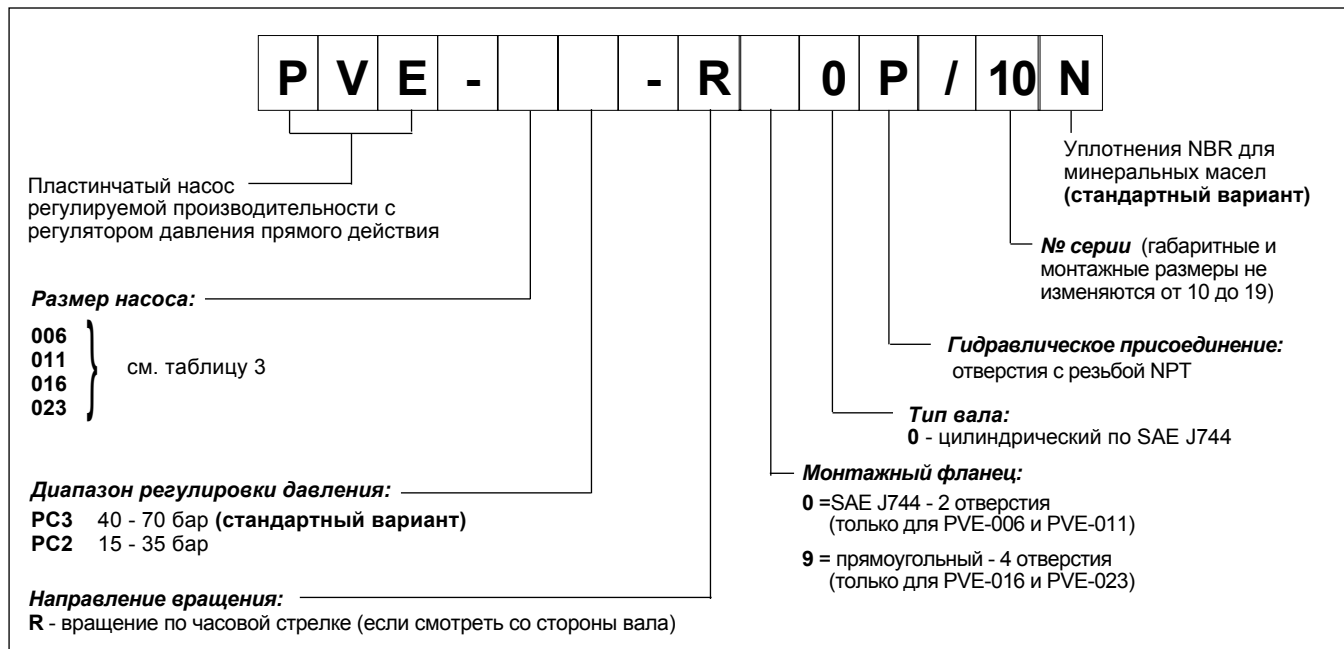 PVE- -R 0P/10N
Уплотнения NBR для
минеральных масел
(стандартный вариант)
Пластинчатый насос
регулируемой производительности с
регулятором давления прямого действия
№ серии (габаритные и
монтажные размеры не
изменяются от 10 до 19)
Размер насоса:
006
011
016
023
см. таблицу 3
Гидравлическое присоединение:
отверстия с резьбой NPT
Тип вала:
0 - цилиндрический по SAE J744
Монтажный фланец:
0 =SAE J744 - 2 отверстия
(только для PVE-006 и PVE-011)
9 = прямоугольный - 4 отверстия
(только для PVE-016 и PVE-023)
Диапазон регулировки давления:
PC3 40 - 70 бар (стандартный вариант)
PC2 15 - 35 бар
Направление вращения:
R - вращение по часовой стрелке (если смотреть со стороны вала)